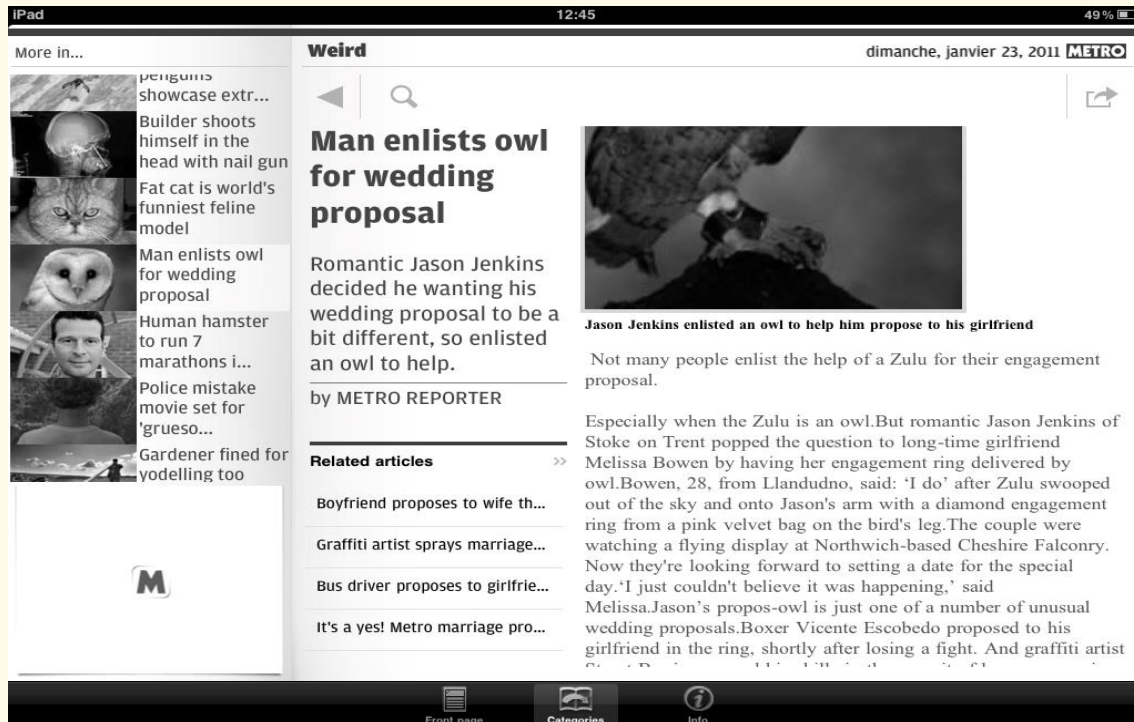 iPad
12:45
49 %
More in...
penguins
showcase extr...
Builder shoots
himself in the
head with nail gun
Fat cat is world's
funniest feline
model
Man enlists owl
for wedding
proposal
Human hamster
to run 7
marathons i...
Police mistake
movie set for
'grueso...
Gardener fined for
yodelling too
M
Weird
dimanche, janvier 23, 2011 METRO
Man enlists owl
for wedding
proposal
Romantic Jason Jenkins
decided he wanting his
wedding proposal to be a
bit different, so enlisted
an owl to help.
by METRO REPORTER
Related articles
Boyfriend proposes to wife th...
Graffiti artist sprays marriage...
Bus driver proposes to girlfrie...
It's a yes! Metro marriage pro...
Jason Jenkins enlisted an owl to help him propose to his girlfriend
Not many people enlist the help of a Zulu for their engagement
proposal.
Especially when the Zulu is an owl.But romantic Jason Jenkins of
Stoke on Trent popped the question to long-time girlfriend
Melissa Bowen by having her engagement ring delivered by
owl.Bowen, 28, from Llandudno, said: ‘I do’ after Zulu swooped
out of the sky and onto Jason's arm with a diamond engagement
ring from a pink velvet bag on the bird's leg.The couple were
watching a flying display at Northwich-based Cheshire Falconry.
Now they're looking forward to setting a date for the special
day.‘I just couldn't believe it was happening,’ said
Melissa.Jason’s propos-owl is just one of a number of unusual
wedding proposals.Boxer Vicente Escobedo proposed to his
girlfriend in the ring, shortly after losing a fight. And graffiti artist
Front page
Categories
Info